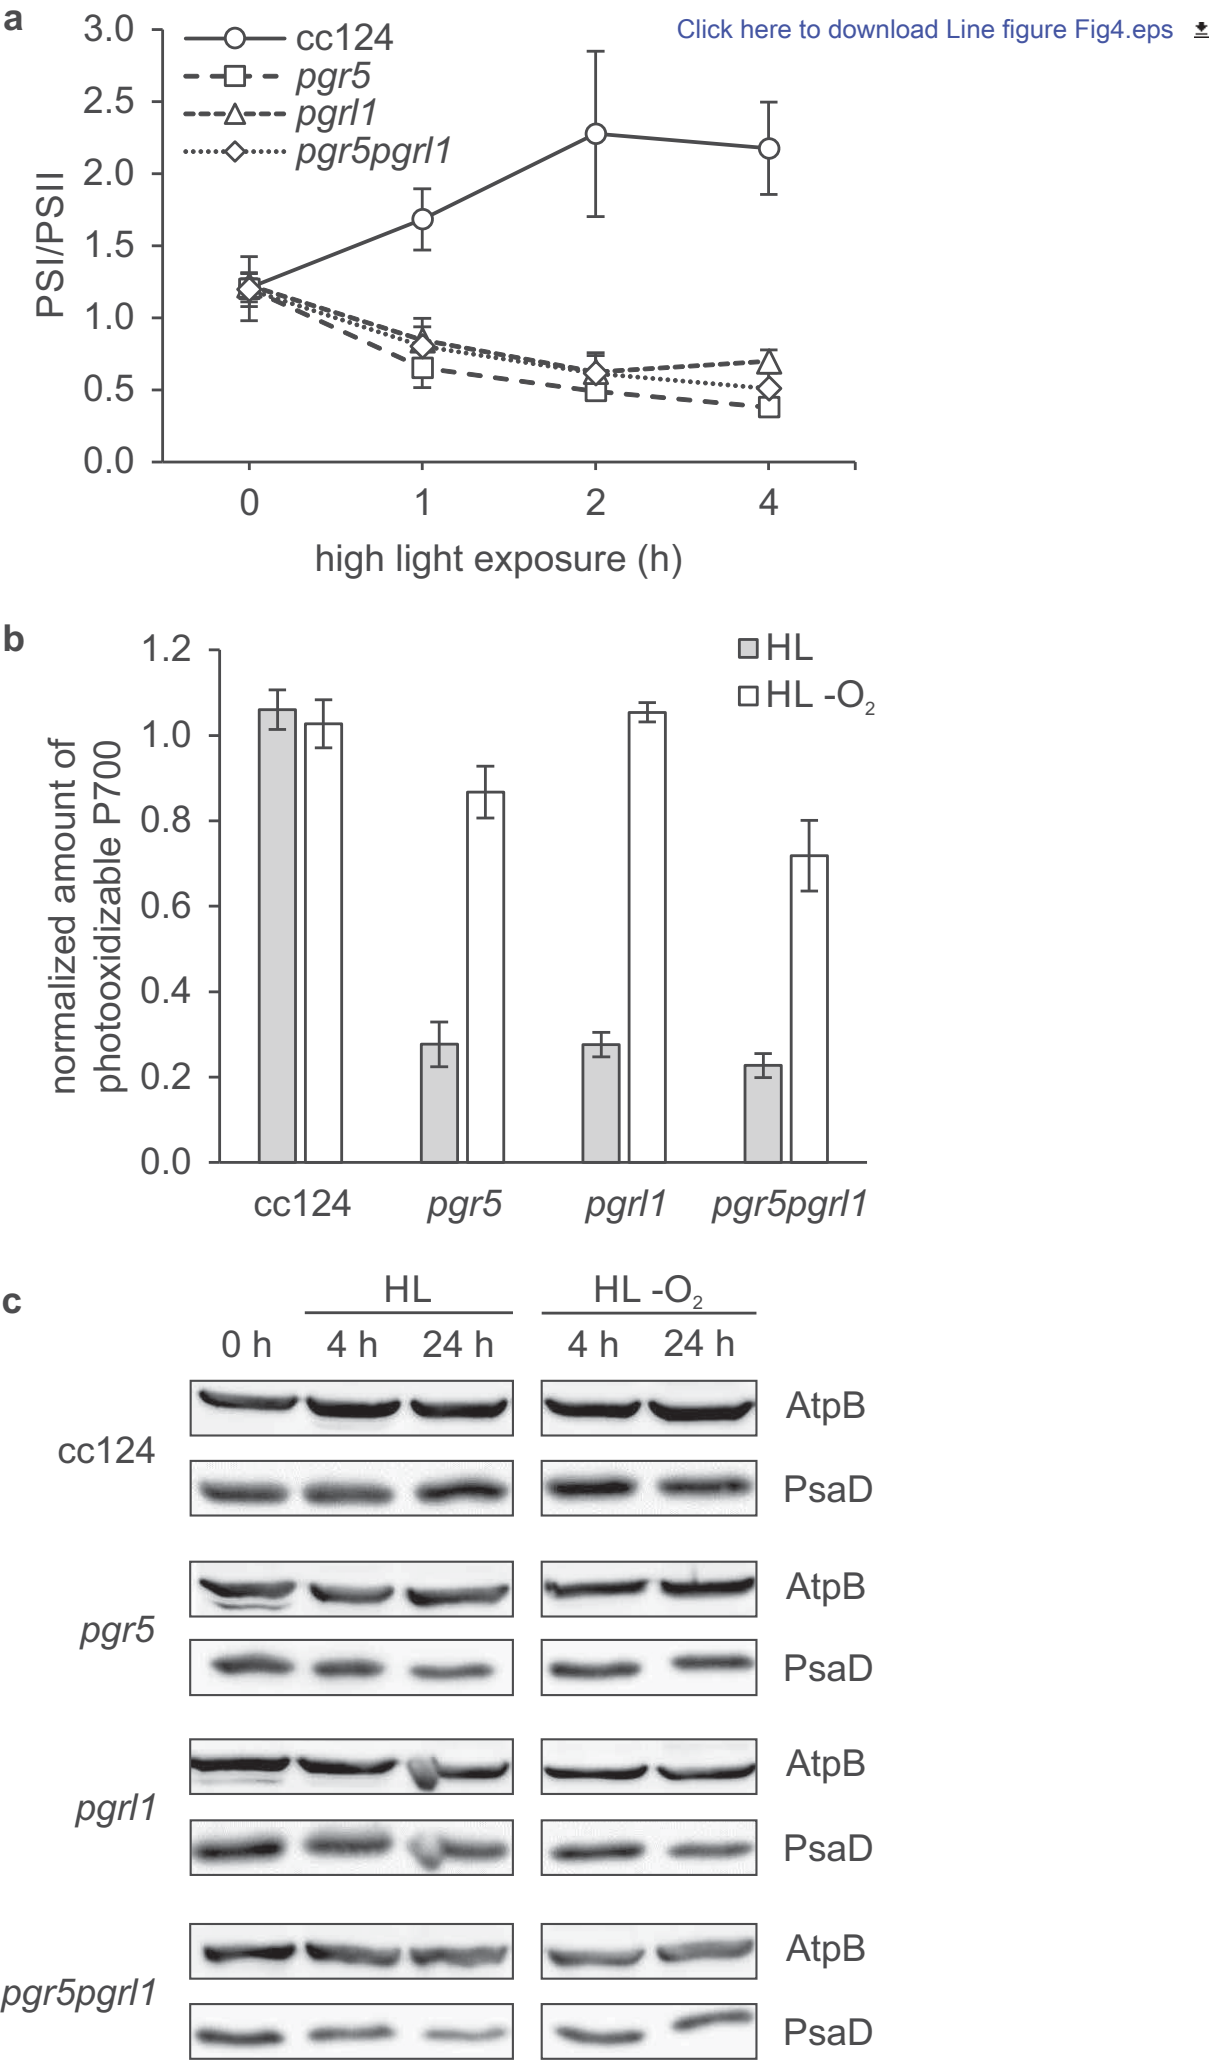 a
Click here to download Line figure Fig4.eps
3.0
2.5
2.0
1.5
1.0
0.5
0.0
PSI/PSII
cc124
pgr5
pgrl1
pgr5pgrl1
0 1 2 4
high light exposure (h)
b
1.2
1.0
0.8
0.6
0.4
0.2
0.0
normalized amount of
photooxidizable P700
HL
HL -O₂
cc124 pgr5 pgrl1 pgr5pgrl1
c
HL HL -O₂
0 h 4 h 24 h 4 h 24 h
cc124
AtpB
PsaD
pgr5
AtpB
PsaD
pgrl1
AtpB
PsaD
pgr5pgrl1
AtpB
PsaD